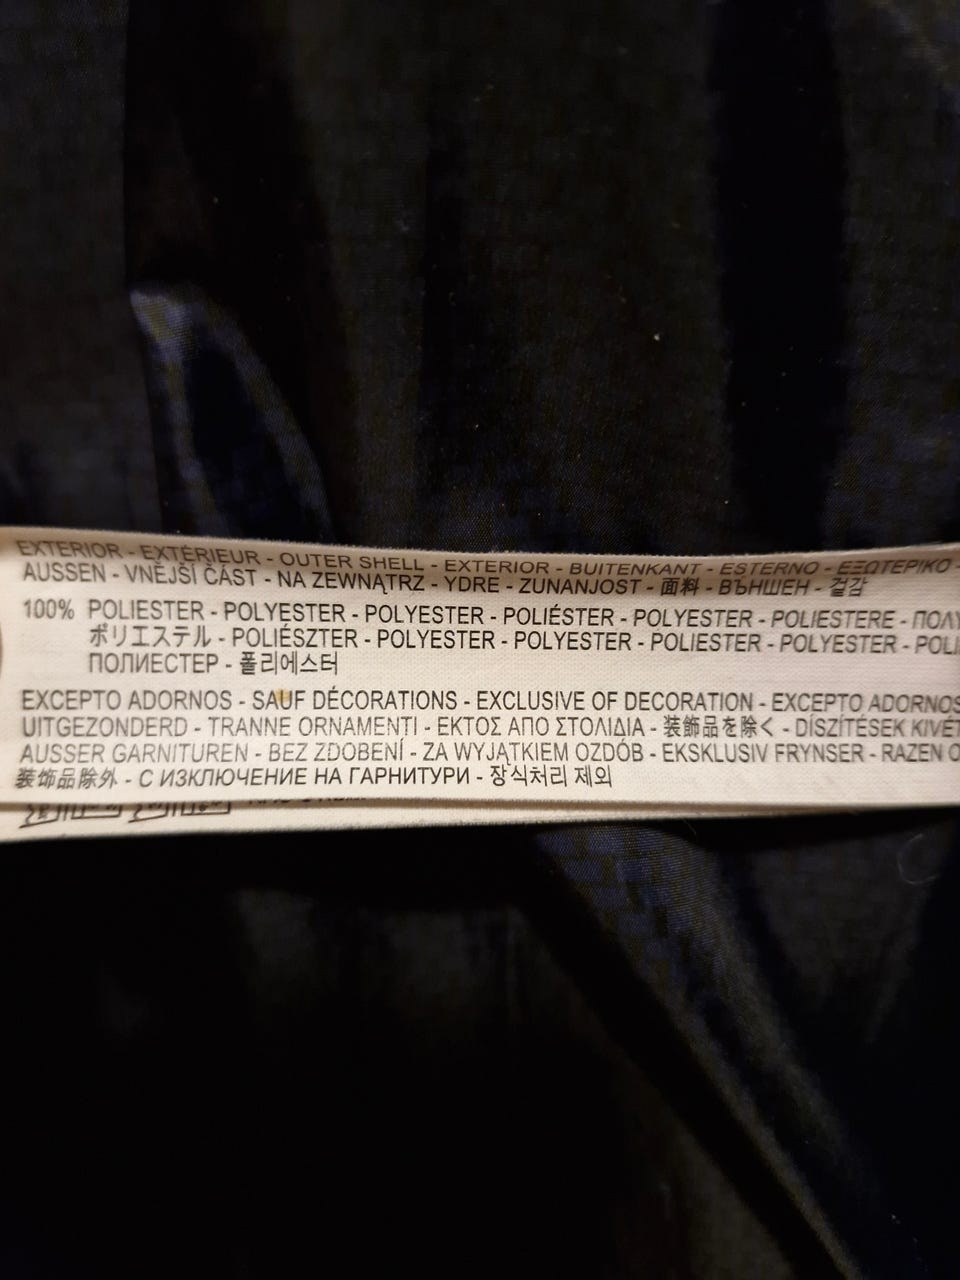 EXTERIOR - EXTÉRIEUR - OUTER SHELL - EXTERIOR - BUITENKANT - ESTERNO - ΕΞΩΤΕΡΙΚΟ -
AUSSEN - VNĚJŠÍ ČÁST - NA ZEWNĄTRZ - YDRE - ZUNANJOST - 面料 - ВЪНШЕН - 겉감
100% POLIESTER - POLYESTER - POLYESTER - POLIÉSTER - POLYESTER - POLIESTERE -
ポリエステル - POLIÉSZTER - POLYESTER - POLYESTER - POLIESTER - POLYESTER -
ПОЛИЕСТЕР - 폴리에스터
EXCEPTO ADORNOS - SAUF DÉCORATIONS - EXCLUSIVE OF DECORATION - EXCEPTO ADORNOS
UITGEZONDERD - TRANNE ORNAMENTI - ΕΚΤΟΣ ΑΠΟ ΣΤΟΛΙΔΙΑ - 装飾品を除く - DÍSZÍTÉSEK
AUSSER GARNITUREN - BEZ ZDOBENÍ - ZA WYJĄTKIEM OZDÓB - EKSKLUSIV FRYNSER - RAZEN
装饰品除外 - С ИЗКЛЮЧЕНИЕ НА ГАРНИТУРИ - 장식처리 제외